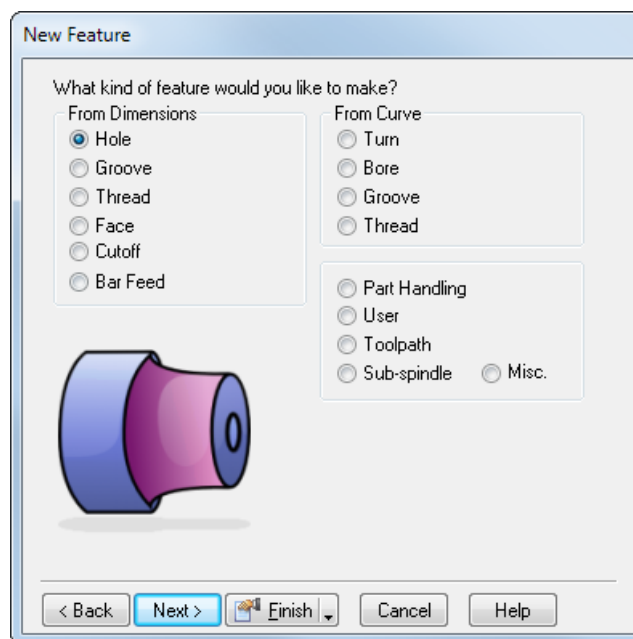 New Feature
What kind of feature would you like to make?
From Dimensions
Hole
Groove
Thread
Face
Cutoff
Bar Feed
From Curve
Turn
Bore
Groove
Thread
Part Handling
User
Toolpath
Sub-spindle
Misc.
< Back
Next >
Finish
Cancel
Help